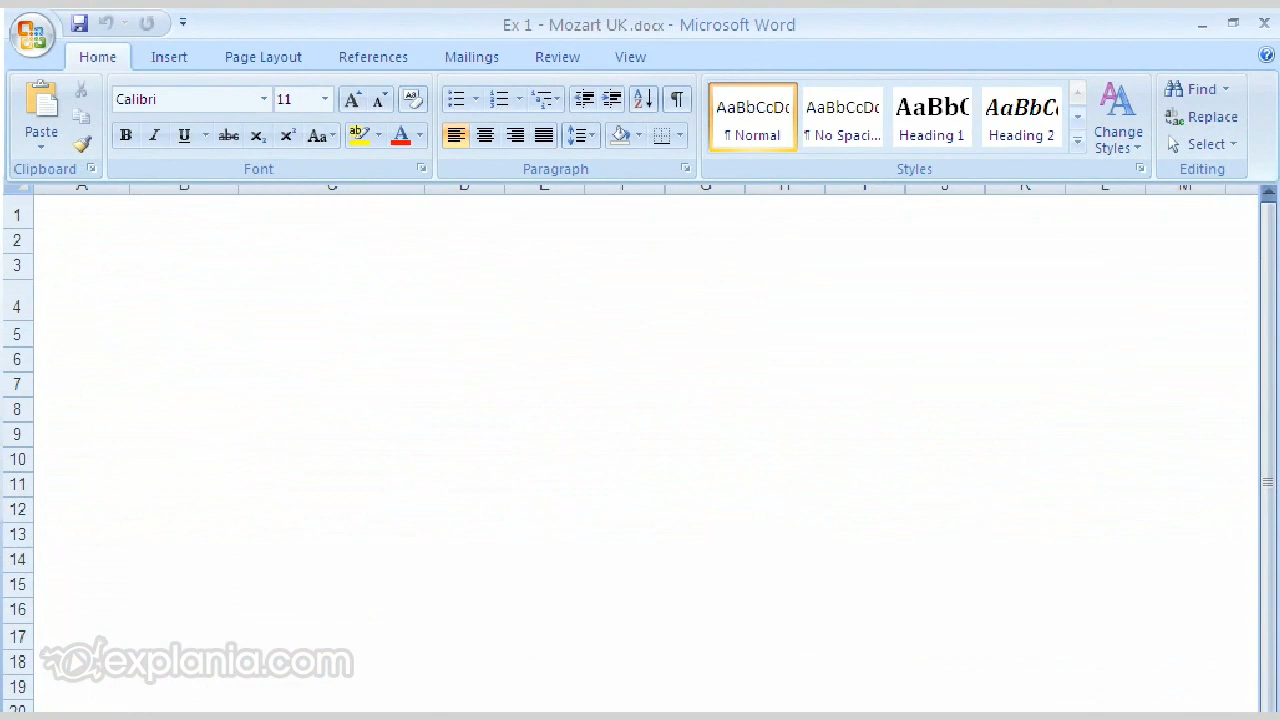 Ex 1 - Mozart UK.docx - Microsoft Word
Home Insert Page Layout References Mailings Review View
Calibri 11
AaBbCcDc AaBbCcDc AaBbC AaBbCc
Paste
¶ Normal ¶ No Spaci... Heading 1 Heading 2
Change Styles
Find
Replace
Select
Clipboard Font Paragraph Styles Editing
A B C D E F G H I J K L M
1
2
3
4
5
6
7
8
9
10
11
12
13
14
15
16
17
18
19
20
explania.com